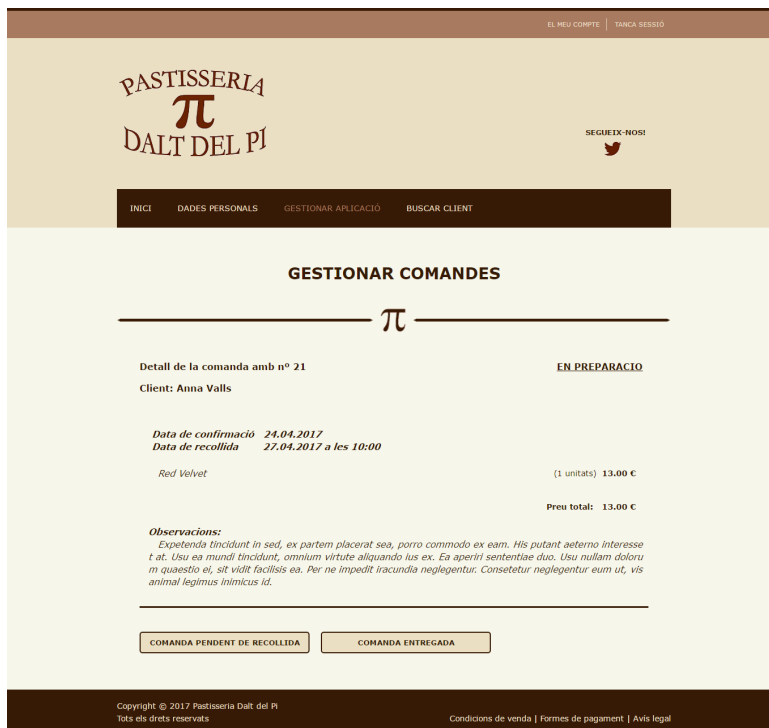 EL MEU COMPTE | TANCA SESSIÓ
PASTISSERIA
π
DALT DEL PI
SEGUEIX-NOS!
INICI DADES PERSONALS GESTIONAR APLICACIÓ BUSCAR CLIENT
GESTIONAR COMANDES
π
Detall de la comanda amb nº 21 EN PREPARACIO
Client: Anna Valls
Data de confirmació 24.04.2017
Data de recollida 27.04.2017 a les 10:00
Red Velvet (1 unitats) 13.00 €
Preu total: 13.00 €
Observacions:
Expetenda tincidunt in sed, ex partem placerat sea, porro commodo ex eam. His putant aeterno interesse
t at. Usu ea mundi tincidunt, omnium virtute aliquando ius ex. Ea aperiri sententiae duo. Usu nullam doloru
m quaestio ei, sit vidit facilisis ea. Per ne impedit iracundia neglegentur. Consetetur neglegentur eum ut, vis
animal legimus inimicus id.
COMANDA PENDENT DE RECOLLIDA COMANDA ENTREGADA
Copyright @ 2017 Pastisseria Dalt del Pi
Tots els drets reservats Condicions de venda | Formes de pagament | Avís legal